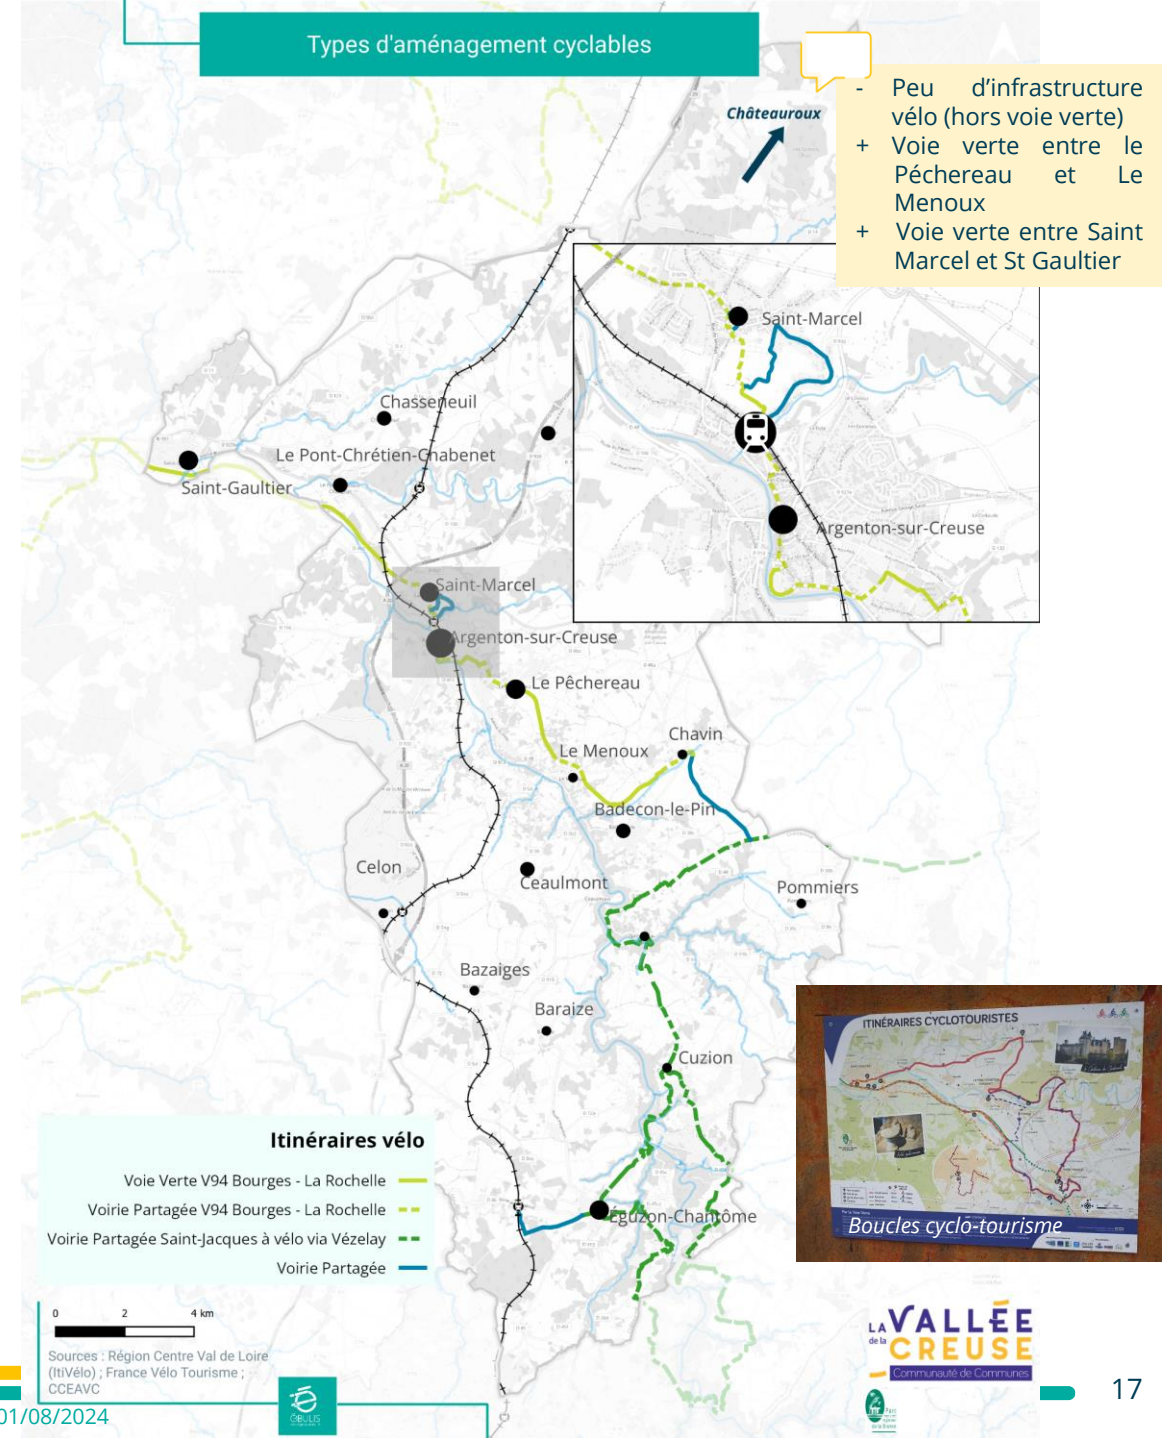 Types d'aménagement cyclables
Châteauroux
- Peu d'infrastructure
vélo (hors voie verte)
+ Voie verte entre le
Péchereau et Le
Menoux
+ Voie verte entre Saint
Marcel et St Gaultier
Saint-Marcel
Argenton-sur-Creuse
Chasseneuil
Le Pont-Chrétien-Chabenet
Saint-Gaultier
Saint-Marcel
Argenton-sur-Creuse
Le Pêchereau
Chavin
Le Menoux
Badecon-le-Pin
Celon
Ceaulmont
Pommiers
Bazaiges
Baraize
Cuzion
Éguzon-Chantôme
ITINÉRAIRES CYCLOTOURISTES
Boucles cyclo-tourisme
Itinéraires vélo
Voie Verte V94 Bourges - La Rochelle
Voirie Partagée V94 Bourges - La Rochelle
Voirie Partagée Saint-Jacques à vélo via Vézelay
Voirie Partagée
0 2 4 km
Sources : Région Centre Val de Loire
(ItiVélo) ; France Vélo Tourisme ;
CCEAVC
LA VALLÉE
de la CREUSE
Communauté de Communes
17
01/08/2024